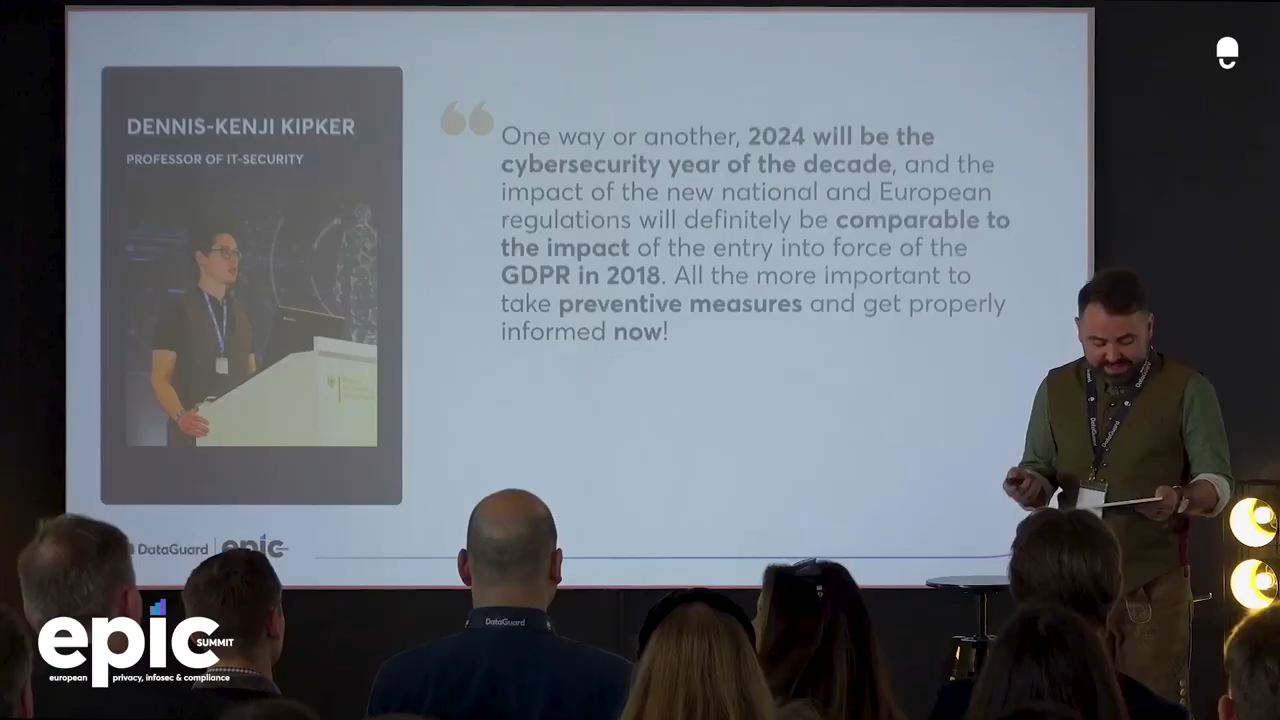 DENNIS-KENJI KIPKER
PROFESSOR OF IT-SECURITY
One way or another, 2024 will be the
cybersecurity year of the decade, and the
impact of the new national and European
regulations will definitely be comparable to
the impact of the entry into force of the
GDPR in 2018. All the more important to
take preventive measures and get properly
informed now!
DataGuard | epic
DataGuard
DataGuard
DataGuard
epic SUMMIT
european privacy, infosec & compliance